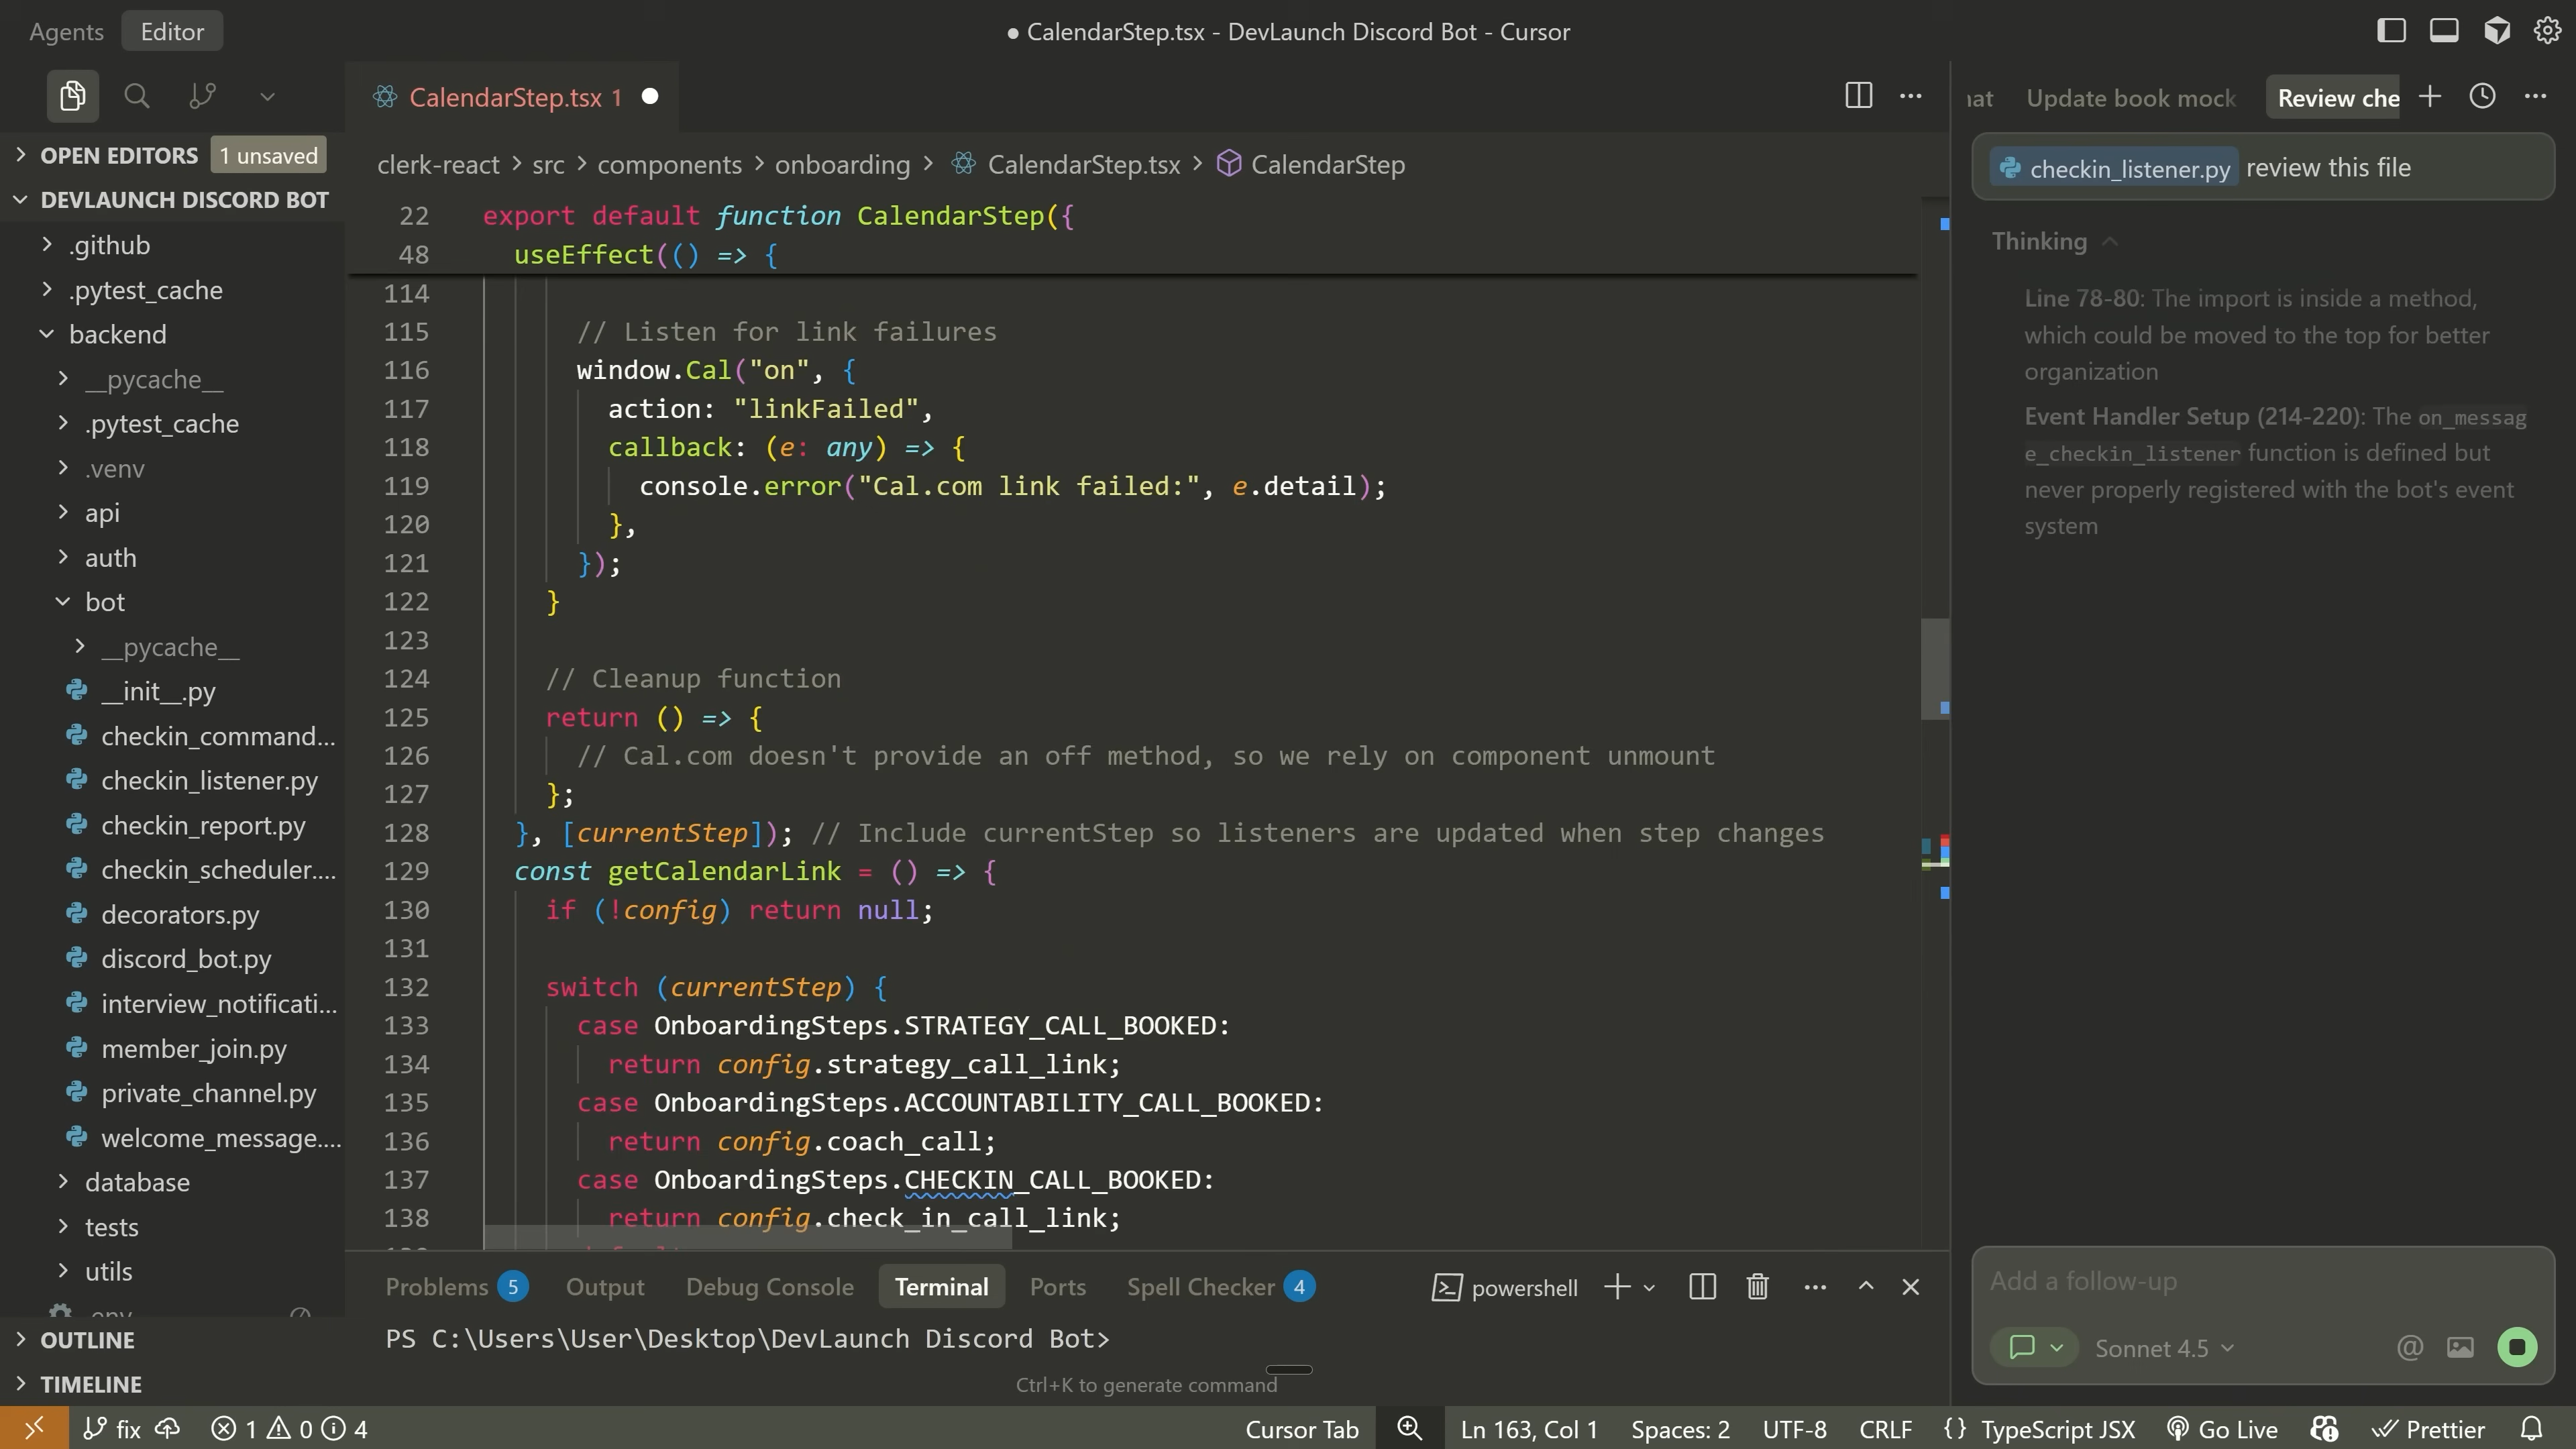 Agents Editor
CalendarStep.tsx - DevLaunch Discord Bot - Cursor
OPEN EDITORS 1 unsaved
DEVLAUNCH DISCORD BOT
.github
.pytest_cache
backend
__pycache__
.pytest_cache
.venv
api
auth
bot
__pycache__
__init__.py
checkin_command...
checkin_listener.py
checkin_report.py
checkin_scheduler....
decorators.py
discord_bot.py
interview_notificati...
member_join.py
private_channel.py
welcome_message....
database
tests
utils
OUTLINE
TIMELINE
CalendarStep.tsx 1
clerk-react > src > components > onboarding > CalendarStep.tsx > CalendarStep
22 export default function CalendarStep({
48 useEffect(() => {
114
115 // Listen for link failures
116 window.Cal("on", {
117 action: "linkFailed",
118 callback: (e: any) => {
119 console.error("Cal.com link failed:", e.detail);
120 },
121 });
122 }
123
124 // Cleanup function
125 return () => {
126 // Cal.com doesn't provide an off method, so we rely on component unmount
127 };
128 }, [currentStep]); // Include currentStep so listeners are updated when step changes
129 const getCalendarLink = () => {
130 if (!config) return null;
131
132 switch (currentStep) {
133 case OnboardingSteps.STRATEGY_CALL_BOOKED:
134 return config.strategy_call_link;
135 case OnboardingSteps.ACCOUNTABILITY_CALL_BOOKED:
136 return config.coach_call;
137 case OnboardingSteps.CHECKIN_CALL_BOOKED:
138 return config.check_in_call_link;
Problems 5 Output Debug Console Terminal Ports Spell Checker 4 powershell
PS C:\Users\User\Desktop\DevLaunch Discord Bot>
Ctrl+K to generate command
Update book mock Review che
checkin_listener.py review this file
Thinking
Line 78-80: The import is inside a method,
which could be moved to the top for better
organization
Event Handler Setup (214-220): The on_messag
e_checkin_listener function is defined but
never properly registered with the bot's event
system
Add a follow-up
Sonnet 4.5 @
fix 1 0 4 Cursor Tab Ln 163, Col 1 Spaces: 2 UTF-8 CRLF {} TypeScript JSX Go Live Prettier